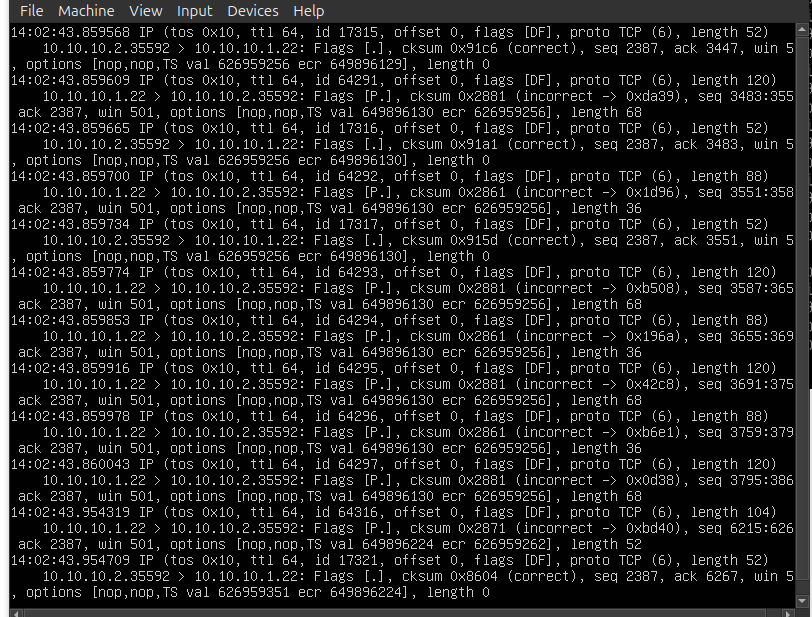 File Machine View Input Devices Help
14:02:43.859568 IP (tos 0x10, ttl 64, id 17315, offset 0, flags [DF], proto TCP (6), length 52)
10.10.10.2.35592 > 10.10.10.1.22: Flags [.], cksum 0x91c6 (correct), seq 2387, ack 3447, win 5
, options [nop,nop,TS val 626959256 ecr 649896129], length 0
14:02:43.859609 IP (tos 0x10, ttl 64, id 64291, offset 0, flags [DF], proto TCP (6), length 120)
10.10.10.1.22 > 10.10.10.2.35592: Flags [P.], cksum 0x2881 (incorrect -> 0xda39), seq 3483:355
ack 2387, win 501, options [nop,nop,TS val 649896130 ecr 626959256], length 68
14:02:43.859665 IP (tos 0x10, ttl 64, id 17316, offset 0, flags [DF], proto TCP (6), length 52)
10.10.10.2.35592 > 10.10.10.1.22: Flags [.], cksum 0x91a1 (correct), seq 2387, ack 3483, win 5
, options [nop,nop,TS val 626959256 ecr 649896130], length 0
14:02:43.859700 IP (tos 0x10, ttl 64, id 64292, offset 0, flags [DF], proto TCP (6), length 88)
10.10.10.1.22 > 10.10.10.2.35592: Flags [P.], cksum 0x2861 (incorrect -> 0x1d96), seq 3551:358
ack 2387, win 501, options [nop,nop,TS val 649896130 ecr 626959256], length 36
14:02:43.859734 IP (tos 0x10, ttl 64, id 17317, offset 0, flags [DF], proto TCP (6), length 52)
10.10.10.2.35592 > 10.10.10.1.22: Flags [.], cksum 0x915d (correct), seq 2387, ack 3551, win 5
, options [nop,nop,TS val 626959256 ecr 649896130], length 0
14:02:43.859774 IP (tos 0x10, ttl 64, id 64293, offset 0, flags [DF], proto TCP (6), length 120)
10.10.10.1.22 > 10.10.10.2.35592: Flags [P.], cksum 0x2881 (incorrect -> 0xb508), seq 3587:365
ack 2387, win 501, options [nop,nop,TS val 649896130 ecr 626959256], length 68
14:02:43.859853 IP (tos 0x10, ttl 64, id 64294, offset 0, flags [DF], proto TCP (6), length 88)
10.10.10.1.22 > 10.10.10.2.35592: Flags [P.], cksum 0x2861 (incorrect -> 0x196a), seq 3655:369
ack 2387, win 501, options [nop,nop,TS val 649896130 ecr 626959256], length 36
14:02:43.859916 IP (tos 0x10, ttl 64, id 64295, offset 0, flags [DF], proto TCP (6), length 120)
10.10.10.1.22 > 10.10.10.2.35592: Flags [P.], cksum 0x2881 (incorrect -> 0x42c8), seq 3691:375
ack 2387, win 501, options [nop,nop,TS val 649896130 ecr 626959256], length 68
14:02:43.859978 IP (tos 0x10, ttl 64, id 64296, offset 0, flags [DF], proto TCP (6), length 88)
10.10.10.1.22 > 10.10.10.2.35592: Flags [P.], cksum 0x2861 (incorrect -> 0xb6e1), seq 3759:379
ack 2387, win 501, options [nop,nop,TS val 649896130 ecr 626959256], length 36
14:02:43.860043 IP (tos 0x10, ttl 64, id 64297, offset 0, flags [DF], proto TCP (6), length 120)
10.10.10.1.22 > 10.10.10.2.35592: Flags [P.], cksum 0x2881 (incorrect -> 0x0d38), seq 3795:386
ack 2387, win 501, options [nop,nop,TS val 649896130 ecr 626959256], length 68
14:02:43.954319 IP (tos 0x10, ttl 64, id 64316, offset 0, flags [DF], proto TCP (6), length 104)
10.10.10.1.22 > 10.10.10.2.35592: Flags [P.], cksum 0x2871 (incorrect -> 0xbd40), seq 6215:626
ack 2387, win 501, options [nop,nop,TS val 649896224 ecr 626959262], length 52
14:02:43.954709 IP (tos 0x10, ttl 64, id 17321, offset 0, flags [DF], proto TCP (6), length 52)
10.10.10.2.35592 > 10.10.10.1.22: Flags [.], cksum 0x8604 (correct), seq 2387, ack 6267, win 5
, options [nop,nop,TS val 626959351 ecr 649896224], length 0